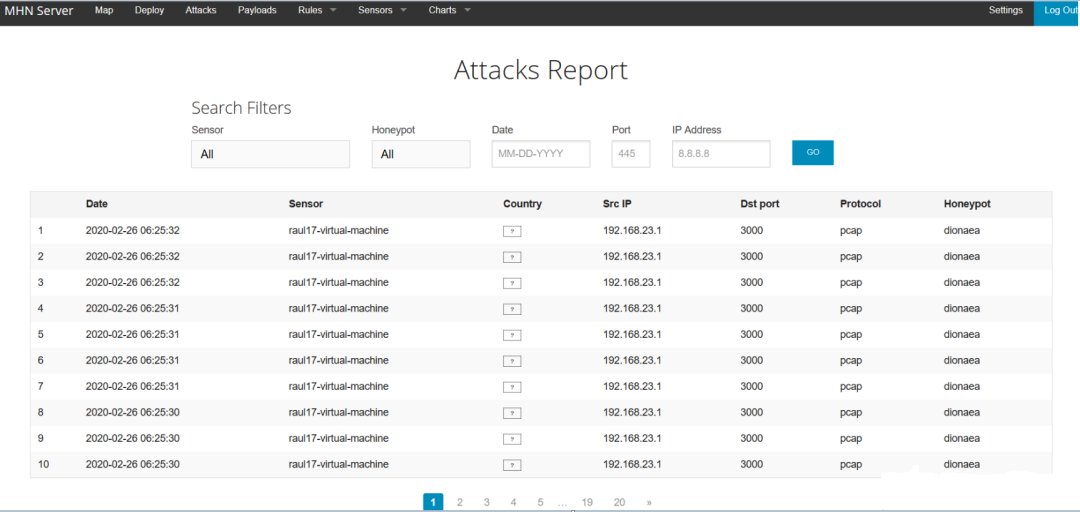 MHN Server Map Deploy Attacks Payloads Rules Sensors Charts Settings Log Out
Attacks Report
Search Filters
Sensor Honeypot Date Port IP Address
All All MM-DD-YYYY 445 8.8.8.8 GO
Date Sensor Country Src IP Dst port Protocol Honeypot
1 2020-02-26 06:25:32 raul17-virtual-machine ? 192.168.23.1 3000 pcap dionaea
2 2020-02-26 06:25:32 raul17-virtual-machine ? 192.168.23.1 3000 pcap dionaea
3 2020-02-26 06:25:32 raul17-virtual-machine ? 192.168.23.1 3000 pcap dionaea
4 2020-02-26 06:25:31 raul17-virtual-machine ? 192.168.23.1 3000 pcap dionaea
5 2020-02-26 06:25:31 raul17-virtual-machine ? 192.168.23.1 3000 pcap dionaea
6 2020-02-26 06:25:31 raul17-virtual-machine ? 192.168.23.1 3000 pcap dionaea
7 2020-02-26 06:25:31 raul17-virtual-machine ? 192.168.23.1 3000 pcap dionaea
8 2020-02-26 06:25:30 raul17-virtual-machine ? 192.168.23.1 3000 pcap dionaea
9 2020-02-26 06:25:30 raul17-virtual-machine ? 192.168.23.1 3000 pcap dionaea
10 2020-02-26 06:25:30 raul17-virtual-machine ? 192.168.23.1 3000 pcap dionaea
1 2 3 4 5 ... 19 20 »